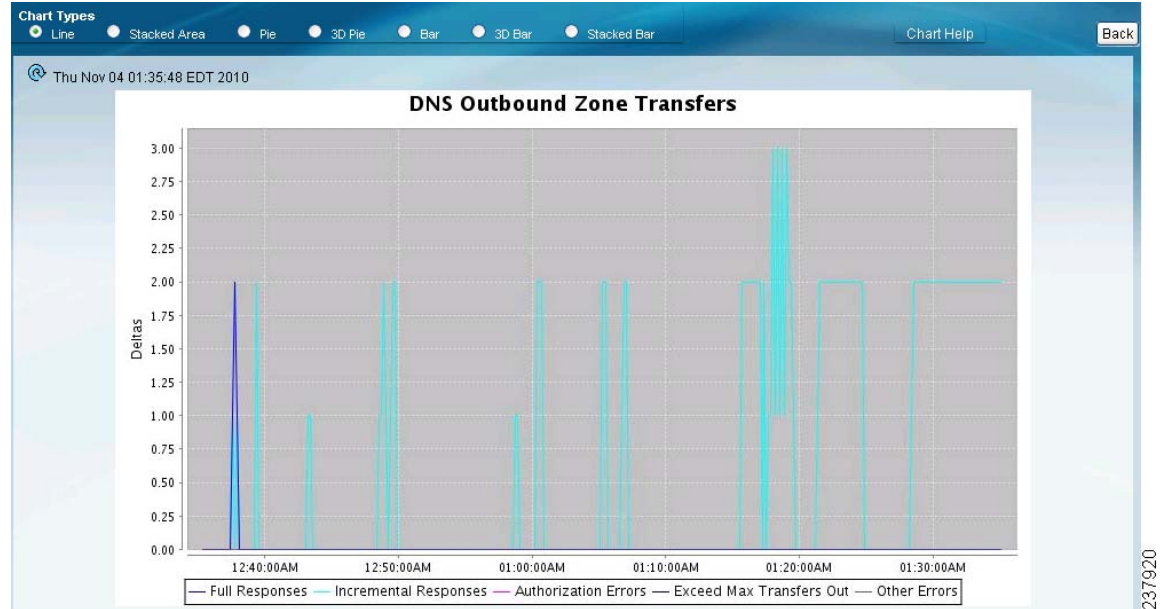 Chart Types
Line Stacked Area Pie 3D Pie Bar 3D Bar Stacked Bar Chart Help Back
Thu Nov 04 01:35:48 EDT 2010
DNS Outbound Zone Transfers
3.00
2.75
2.50
2.25
2.00
1.75
1.50
1.25
1.00
0.75
0.50
0.25
0.00
Deltas
12:40:00AM 12:50:00AM 01:00:00AM 01:10:00AM 01:20:00AM 01:30:00AM
Full Responses Incremental Responses Authorization Errors Exceed Max Transfers Out Other Errors
237920